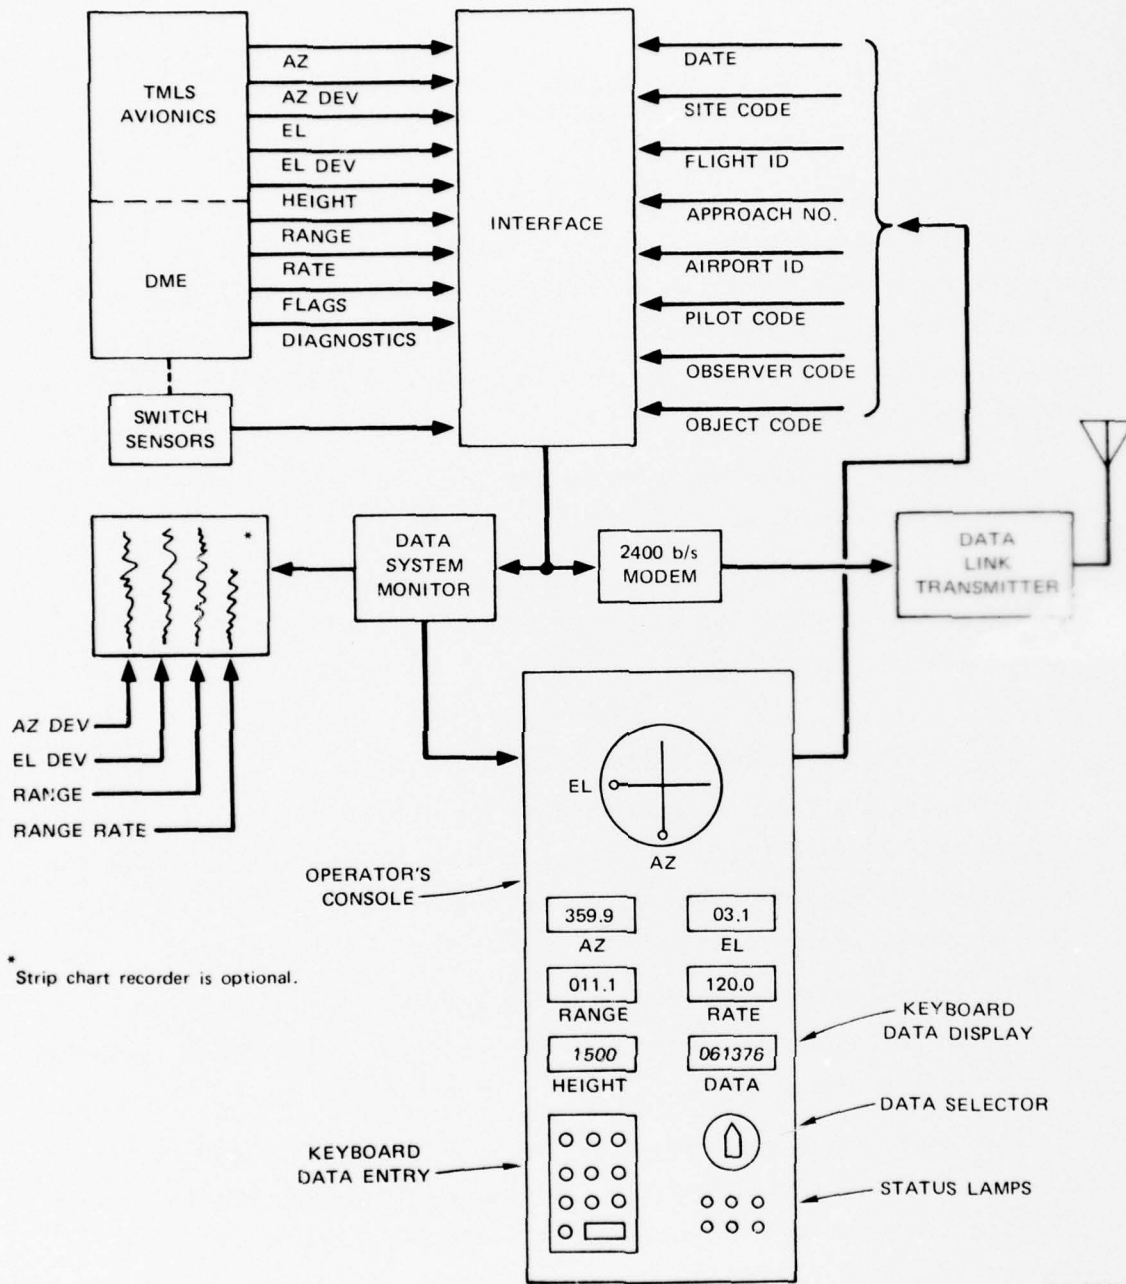 TMLS
AVIONICS
DME
SWITCH
SENSORS
AZ
AZ DEV
EL
EL DEV
HEIGHT
RANGE
RATE
FLAGS
DIAGNOSTICS
INTERFACE
DATE
SITE CODE
FLIGHT ID
APPROACH NO.
AIRPORT ID
PILOT CODE
OBSERVER CODE
OBJECT CODE
*
DATA
SYSTEM
MONITOR
2400 b/s
MODEM
DATA
LINK
TRANSMITTER
AZ DEV
EL DEV
RANGE
RANGE RATE
EL
AZ
OPERATOR'S
CONSOLE
359.9
AZ
03.1
EL
011.1
RANGE
120.0
RATE
1500
HEIGHT
061376
DATA
KEYBOARD
DATA DISPLAY
DATA SELECTOR
KEYBOARD
DATA ENTRY
STATUS LAMPS
*Strip chart recorder is optional.